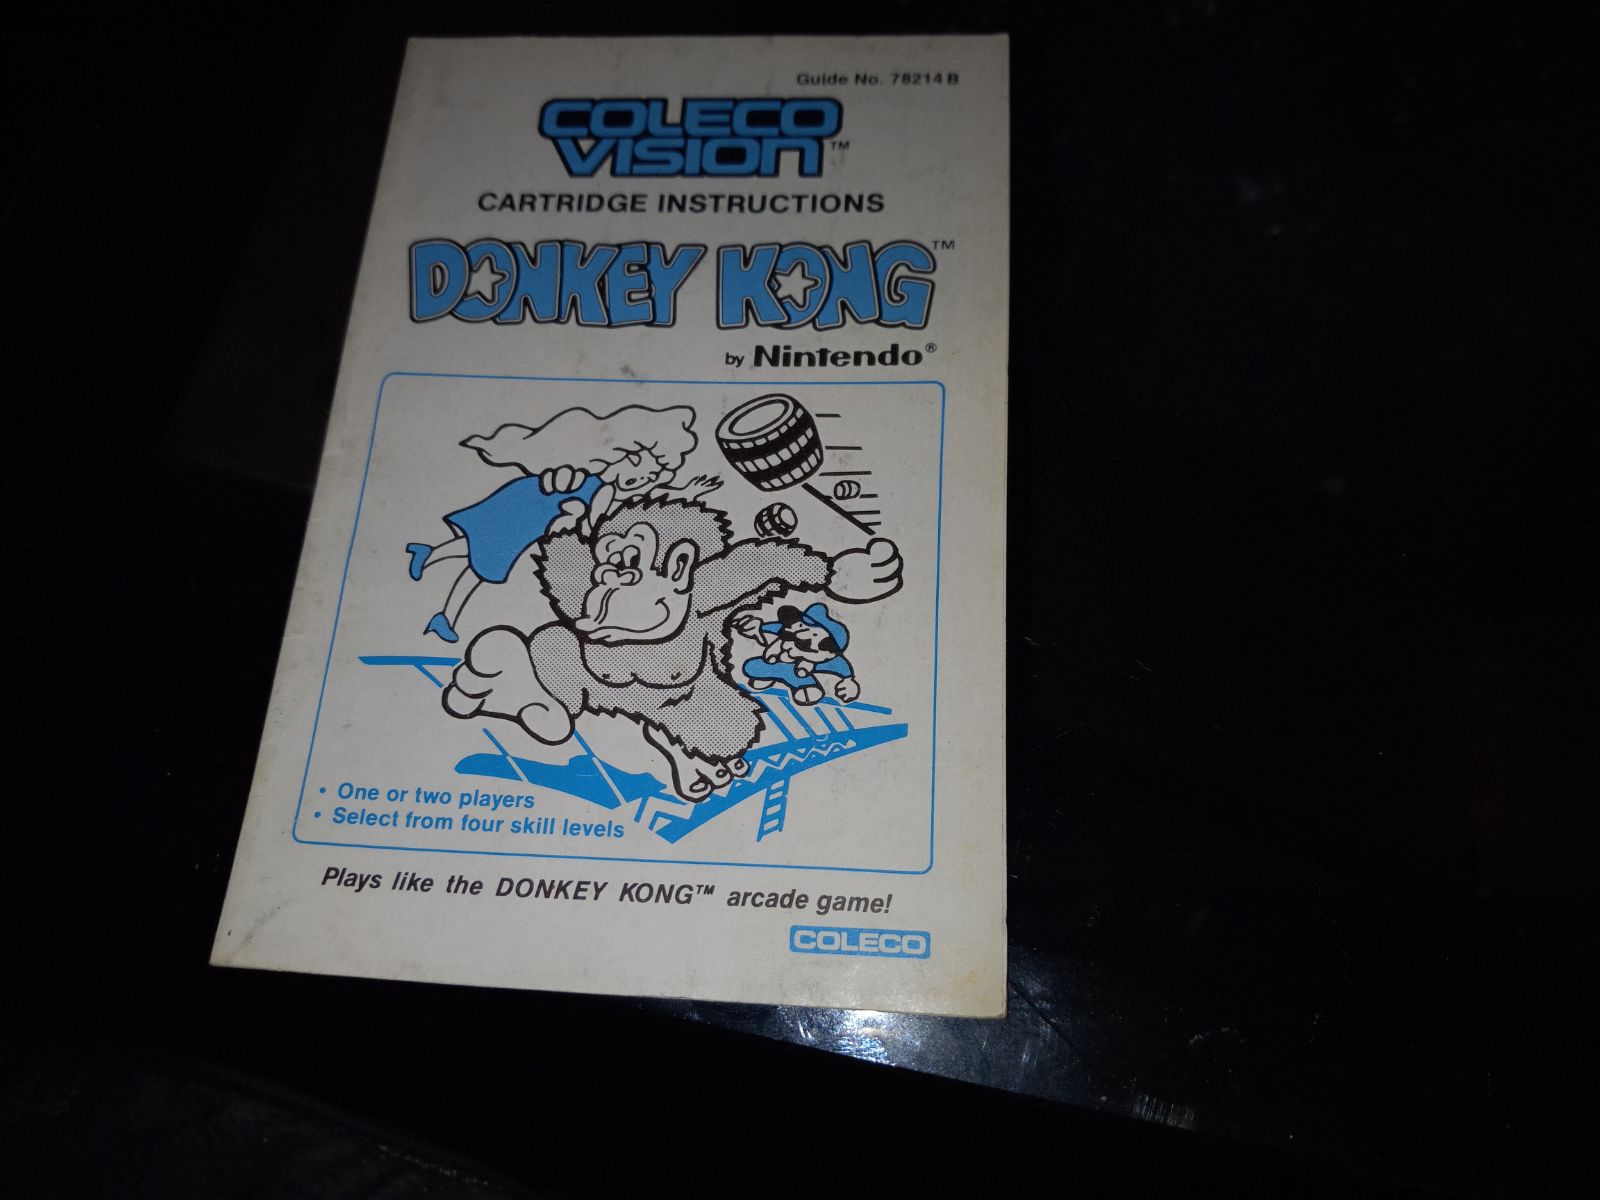 Guide No. 78214 B
COLECO
VISION™
CARTRIDGE INSTRUCTIONS
DONKEY KONG™
by Nintendo®
• One or two players
• Select from four skill levels
Plays like the DONKEY KONG™ arcade game!
COLECO